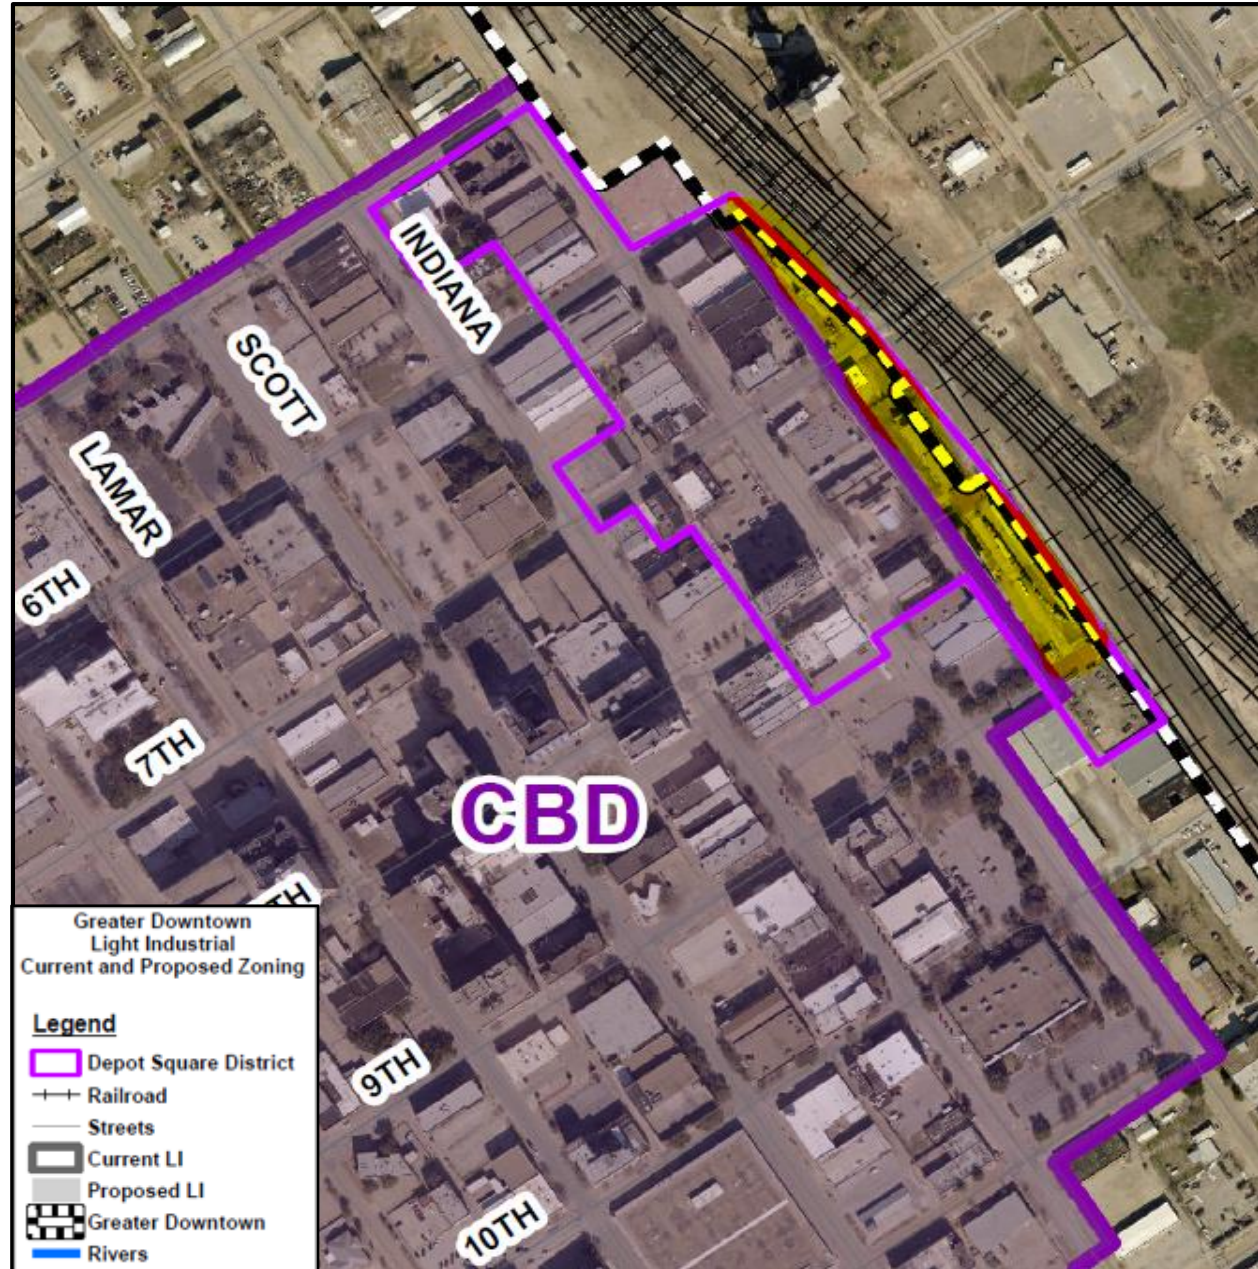 INDIANA
SCOTT
LAMAR
6TH
7TH
CBD
TH
9TH
10TH
Greater Downtown
Light Industrial
Current and Proposed Zoning
Legend
Depot Square District
Railroad
Streets
Current LI
Proposed LI
Greater Downtown
Rivers